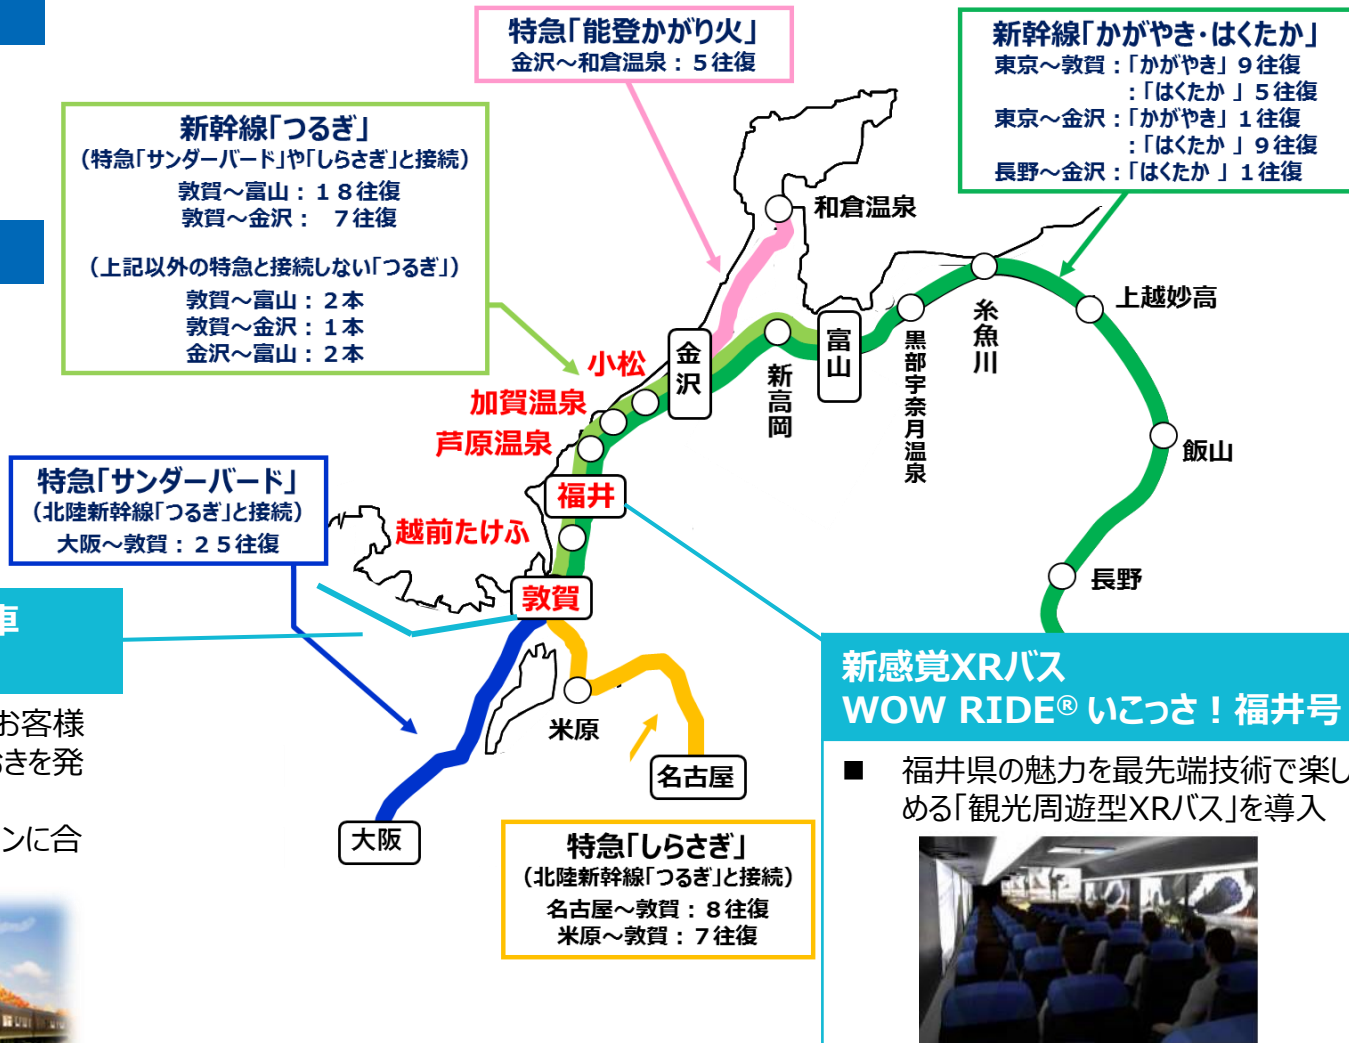 特急「能登かがり火」
金沢～和倉温泉：５往復
新幹線「かがやき・はくたか」
東京～敦賀：「かがやき」９往復
：「はくたか 」５往復
東京～金沢：「かがやき」１往復
：「はくたか 」９往復
長野～金沢：「はくたか 」１往復
新幹線「つるぎ」
（特急「サンダーバード」や「しらさぎ」と接続）
敦賀～富山：１８往復
敦賀～金沢：　７往復
（上記以外の特急と接続しない「つるぎ」）
敦賀～富山：２本
敦賀～金沢：１本
金沢～富山：２本
和倉温泉
上越妙高
糸魚川
黒部宇奈月温泉
富山
新高岡
金沢
小松
加賀温泉
芦原温泉
福井
越前たけふ
敦賀
飯山
長野
特急「サンダーバード」
（北陸新幹線「つるぎ」と接続）
大阪～敦賀：２５往復
車
お客様
おきを発
ンに合
米原
名古屋
大阪
特急「しらさぎ」
（北陸新幹線「つるぎ」と接続）
名古屋～敦賀：８往復
米原～敦賀：７往復
新感覚XRバス
WOW RIDE® いこっさ！福井号
■ 福井県の魅力を最先端技術で楽し
める「観光周遊型XRバス」を導入